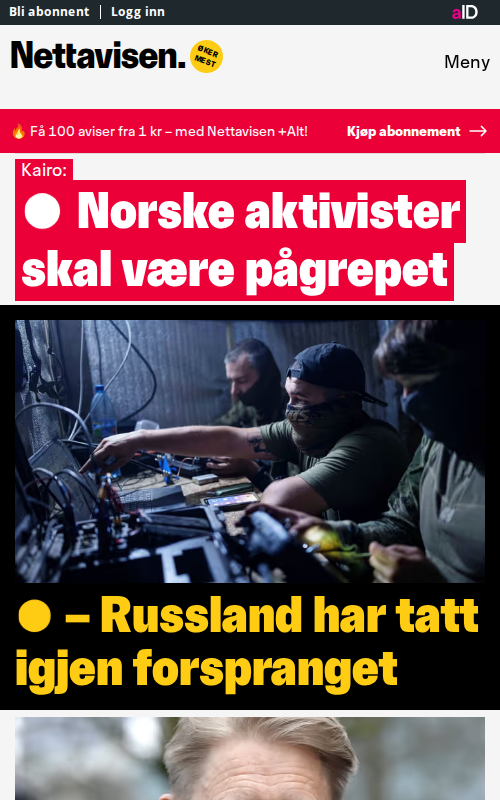 Bli abonnent | Logg inn
aID
Nettavisen.
ØKER
MEST
Meny
Få 100 aviser fra 1 kr – med Nettavisen +Alt!
Kjøp abonnement →
Kairo:
Norske aktivister
skal være pågrepet
– Russland har tatt
igjen forspranget